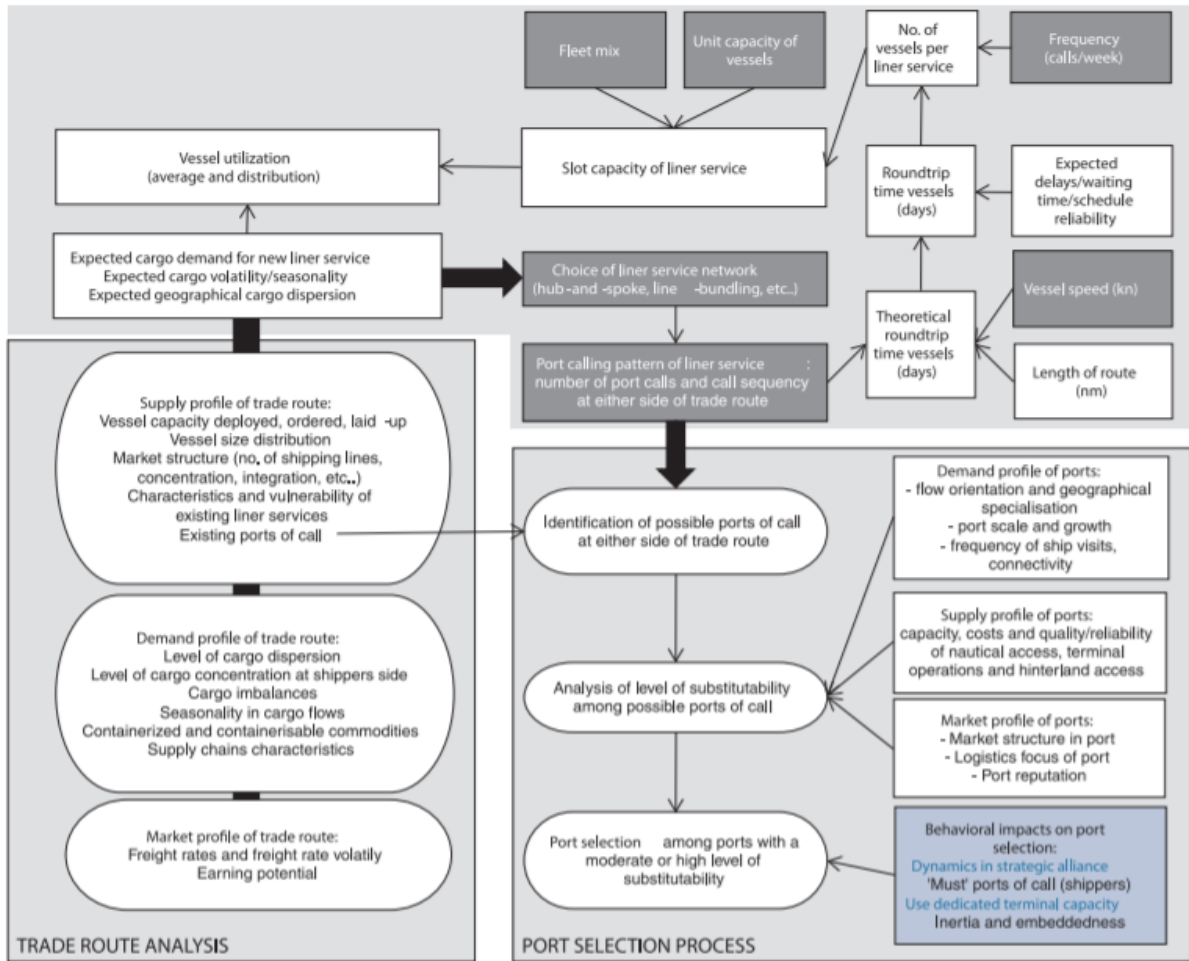 Fleet mix
Unit capacity of
vessels
No. of
vessels per
liner service
Frequency
(calls/week)
Vessel utilization
(average and distribution)
Slot capacity of liner service
Roundtrip
time vessels
(days)
Expected
delays/waiting
time/schedule
reliability
Expected cargo demand for new liner service
Expected cargo volatility/seasonality
Expected geographical cargo dispersion
Choice of liner service network
(hub -and -spoke, line -bundling, etc..)
Vessel speed (kn)
Theoretical
roundtrip
time vessels
(days)
Port calling pattern of liner service :
number of port calls and call sequency
at either side of trade route
Length of route
(nm)
Supply profile of trade route:
Vessel capacity deployed, ordered, laid -up
Vessel size distribution
Market structure (no. of shipping lines,
concentration, integration, etc..)
Characteristics and vulnerability of
existing liner services
Existing ports of call
Demand profile of trade route:
Level of cargo dispersion
Level of cargo concentration at shippers side
Cargo imbalances
Seasonality in cargo flows
Containerized and containerisable commodities
Supply chains characteristics
Market profile of trade route:
Freight rates and freight rate volatily
Earning potential
TRADE ROUTE ANALYSIS
Identification of possible ports of call
at either side of trade route
Demand profile of ports:
- flow orientation and geographical
specialisation
- port scale and growth
- frequency of ship visits,
connectivity
Supply profile of ports:
capacity, costs and quality/reliability
of nautical access, terminal
operations and hinterland access
Analysis of level of substitutability
among possible ports of call
Market profile of ports:
- Market structure in port
- Logistics focus of port
- Port reputation
Port selection among ports with a
moderate or high level of
substitutability
Behavioral impacts on port
selection:
Dynamics in strategic alliance
'Must' ports of call (shippers)
Use dedicated terminal capacity
Inertia and embeddedness
PORT SELECTION PROCESS